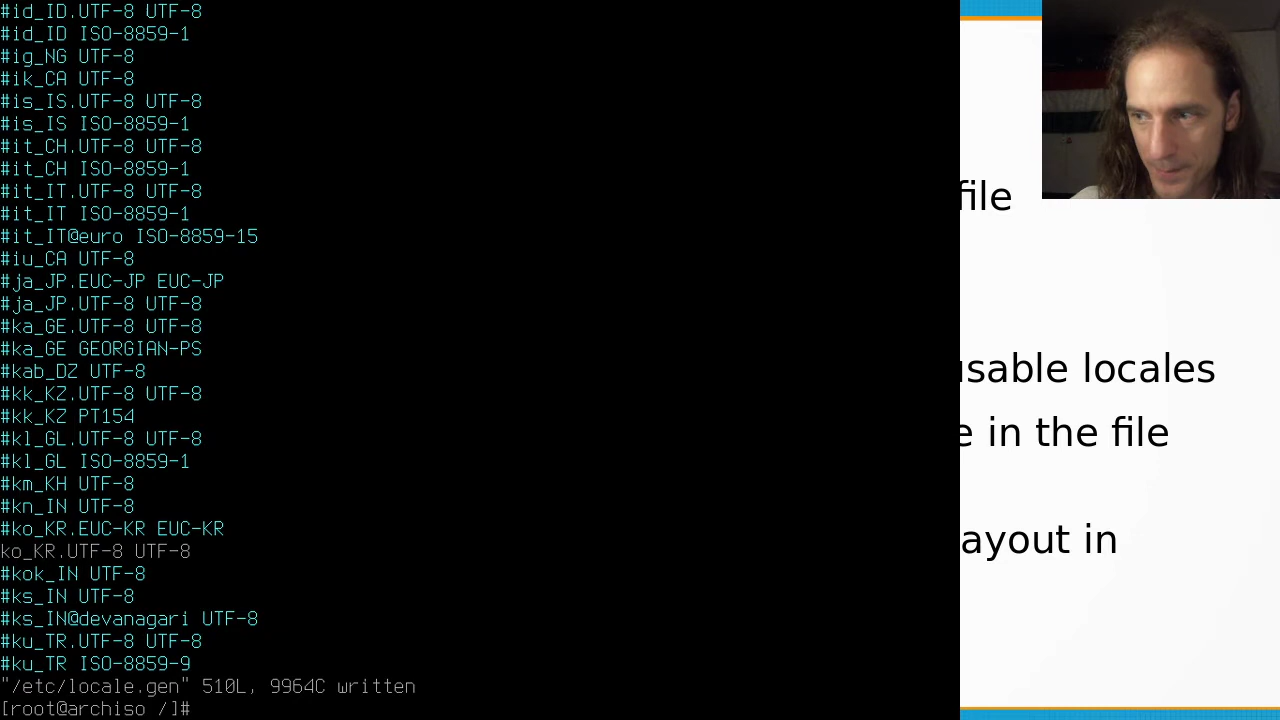 #id_ID.UTF-8 UTF-8
#id_ID ISO-8859-1
#ig_NG UTF-8
#ik_CA UTF-8
#is_IS.UTF-8 UTF-8
#is_IS ISO-8859-1
#it_CH.UTF-8 UTF-8
#it_CH ISO-8859-1
#it_IT.UTF-8 UTF-8
#it_IT ISO-8859-1
#it_IT@euro ISO-8859-15
#iu_CA UTF-8
#ja_JP.EUC-JP EUC-JP
#ja_JP.UTF-8 UTF-8
#ka_GE.UTF-8 UTF-8
#ka_GE GEORGIAN-PS
#kab_DZ UTF-8
#kk_KZ.UTF-8 UTF-8
#kk_KZ PT154
#kl_GL.UTF-8 UTF-8
#kl_GL ISO-8859-1
#km_KH UTF-8
#kn_IN UTF-8
#ko_KR.EUC-KR EUC-KR
ko_KR.UTF-8 UTF-8
#kok_IN UTF-8
#ks_IN UTF-8
#ks_IN@devanagari UTF-8
#ku_TR.UTF-8 UTF-8
#ku_TR ISO-8859-9
"/etc/locale.gen" 510L, 9964C written
[root@archiso /]#
file
usable locales
e in the file
ayout in